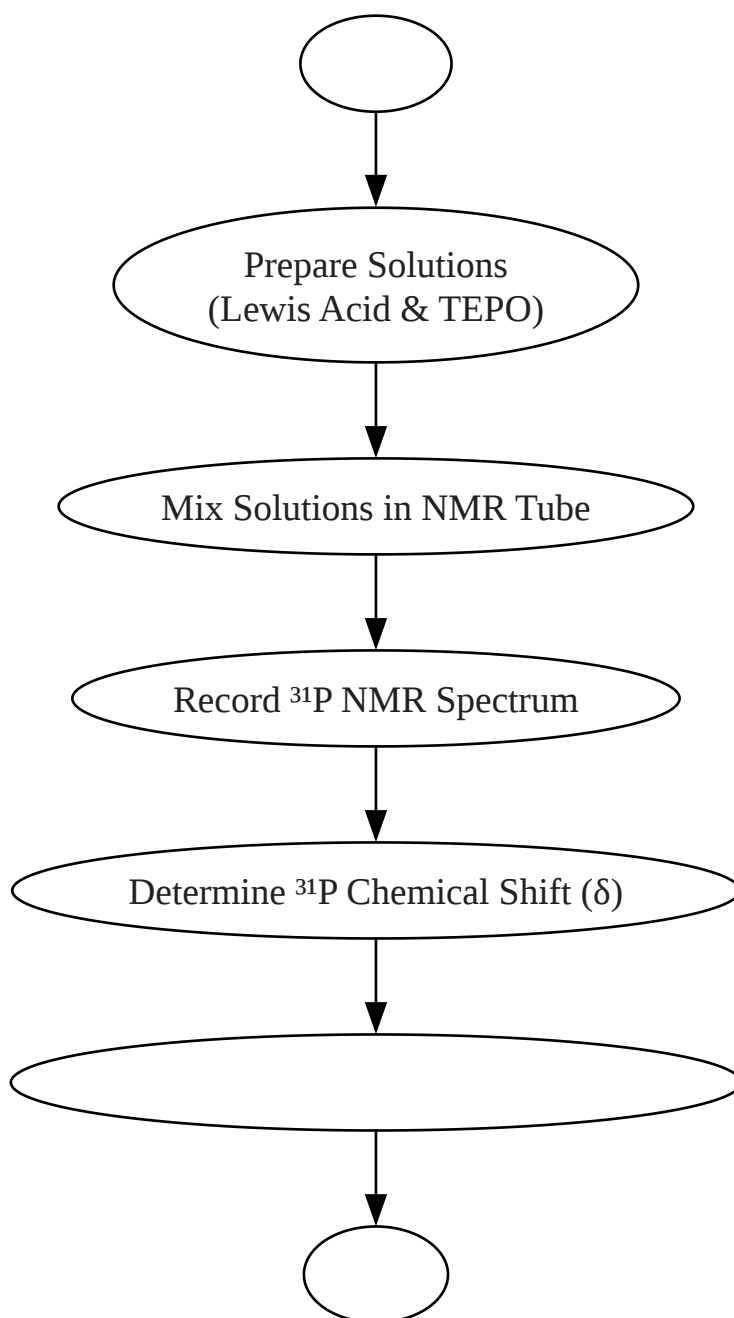 Prepare Solutions
(Lewis Acid & TEPO)
Mix Solutions in NMR Tube
Record ³¹P NMR Spectrum
Determine ³¹P Chemical Shift (δ)